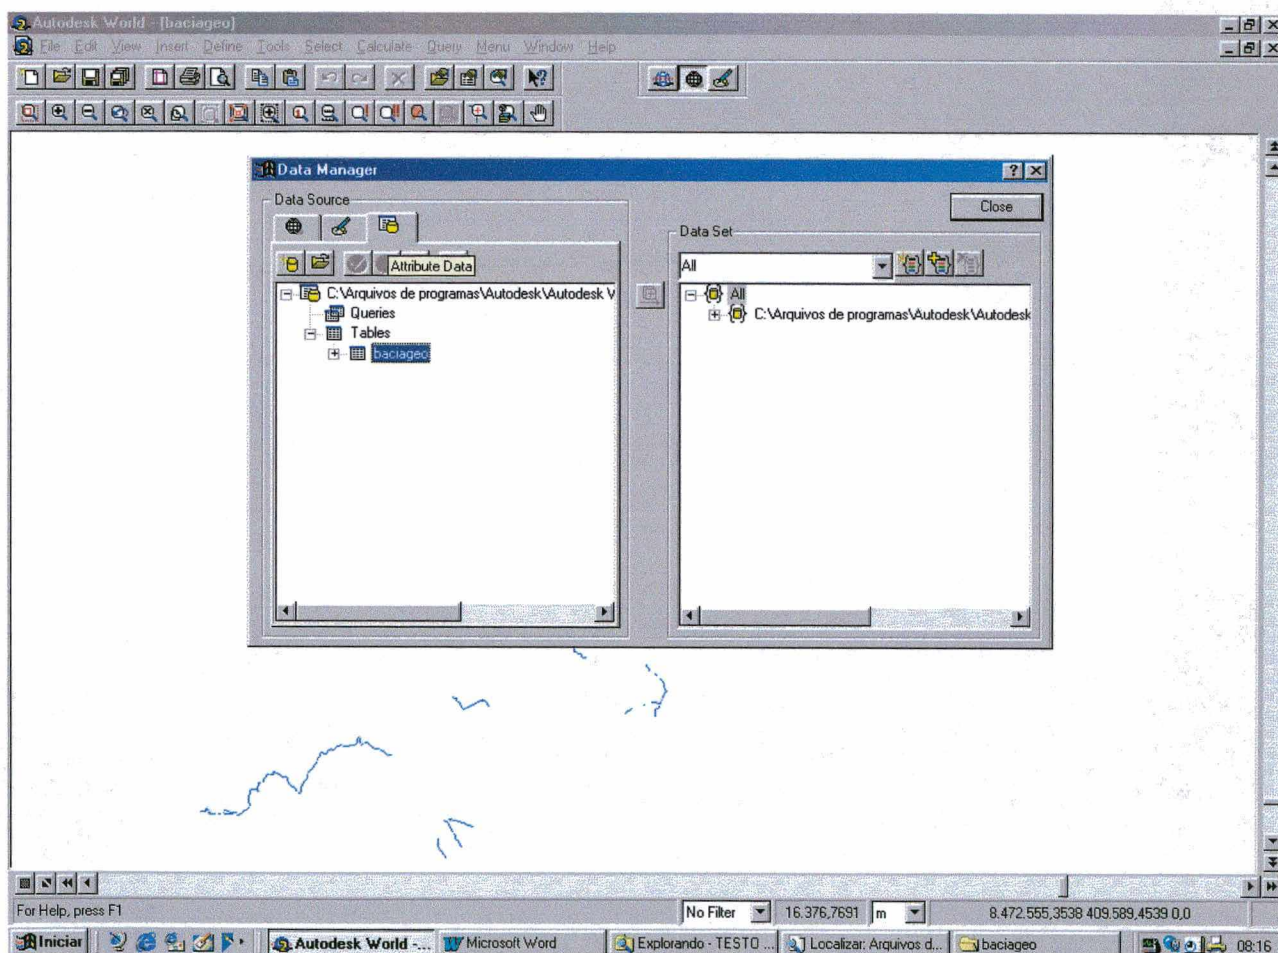 Autodesk World - [baciageo]
File Edit View Insert Define Tools Select Calculate Query Menu Window Help
Data Manager
Data Source
Close
Attribute Data
C:\Arquivos de programas\Autodesk\Autodesk W
Queries
Tables
baciageo
Data Set
All
All
C:\Arquivos de programas\Autodesk\Autodesk
For Help, press F1
No Filter
16.376,7691
m
8.472.555,3538 409.589,4539 0,0
Iniciar
Autodesk World -...
Microsoft Word
Explorando - TESTO ...
Localizar: Arquivos d...
baciageo
08:16